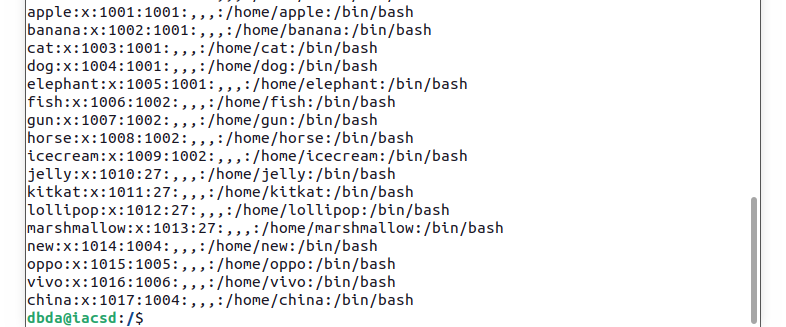 apple:x:1001:1001:,,,:/home/apple:/bin/bash
banana:x:1002:1001:,,,:/home/banana:/bin/bash
cat:x:1003:1001:,,,:/home/cat:/bin/bash
dog:x:1004:1001:,,,:/home/dog:/bin/bash
elephant:x:1005:1001:,,,:/home/elephant:/bin/bash
fish:x:1006:1002:,,,:/home/fish:/bin/bash
gun:x:1007:1002:,,,:/home/gun:/bin/bash
horse:x:1008:1002:,,,:/home/horse:/bin/bash
icecream:x:1009:1002:,,,:/home/icecream:/bin/bash
jelly:x:1010:27:,,,:/home/jelly:/bin/bash
kitkat:x:1011:27:,,,:/home/kitkat:/bin/bash
lollipop:x:1012:27:,,,:/home/lollipop:/bin/bash
marshmallow:x:1013:27:,,,:/home/marshmallow:/bin/bash
new:x:1014:1004:,,,:/home/new:/bin/bash
oppo:x:1015:1005:,,,:/home/oppo:/bin/bash
vivo:x:1016:1006:,,,:/home/vivo:/bin/bash
china:x:1017:1004:,,,:/home/china:/bin/bash
dbda@iacsd:/$